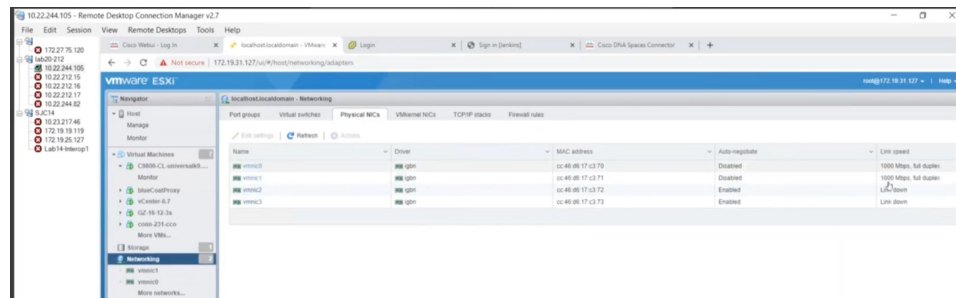 10.22.244.105 - Remote Desktop Connection Manager v2.7
File Edit Session View Remote Desktops Tools Help
172.27.75.120
lab20-212
10.22.244.105
10.22.212.15
10.22.212.16
10.22.212.17
10.22.244.82
SJC14
10.23.217.46
172.19.19.119
172.19.25.127
Lab14-Interop1
Cisco Webui - Log In
localhost.localdomain - VMware
Login
Sign in [Jenkins]
Cisco DNA Spaces Connector
Not secure | 172.19.31.127/ui/#/host/networking/adapters
vmware ESXi
root@172.19.31.127 | Help
Navigator
Host
Manage
Monitor
Virtual Machines
Monitor
blueCoatProxy
vCenter-6.7
More VMs...
Storage
Networking
vmnic1
vmnic0
More networks...
localhost.localdomain - Networking
Port groups Virtual switches Physical NICs VMkernel NICs TCP/IP stacks Firewall rules
Edit settings | Refresh | Actions
Name Driver MAC address Auto-negotiate Link speed
vmnic0 igbn cc:46:d6:17:c3:70 Disabled 1000 Mbps, full duplex
vmnic1 igbn cc:46:d6:17:c3:71 Disabled 1000 Mbps, full duplex
vmnic2 igbn cc:46:d6:17:c3:72 Enabled Link down
vmnic3 igbn cc:46:d6:17:c3:73 Enabled Link down